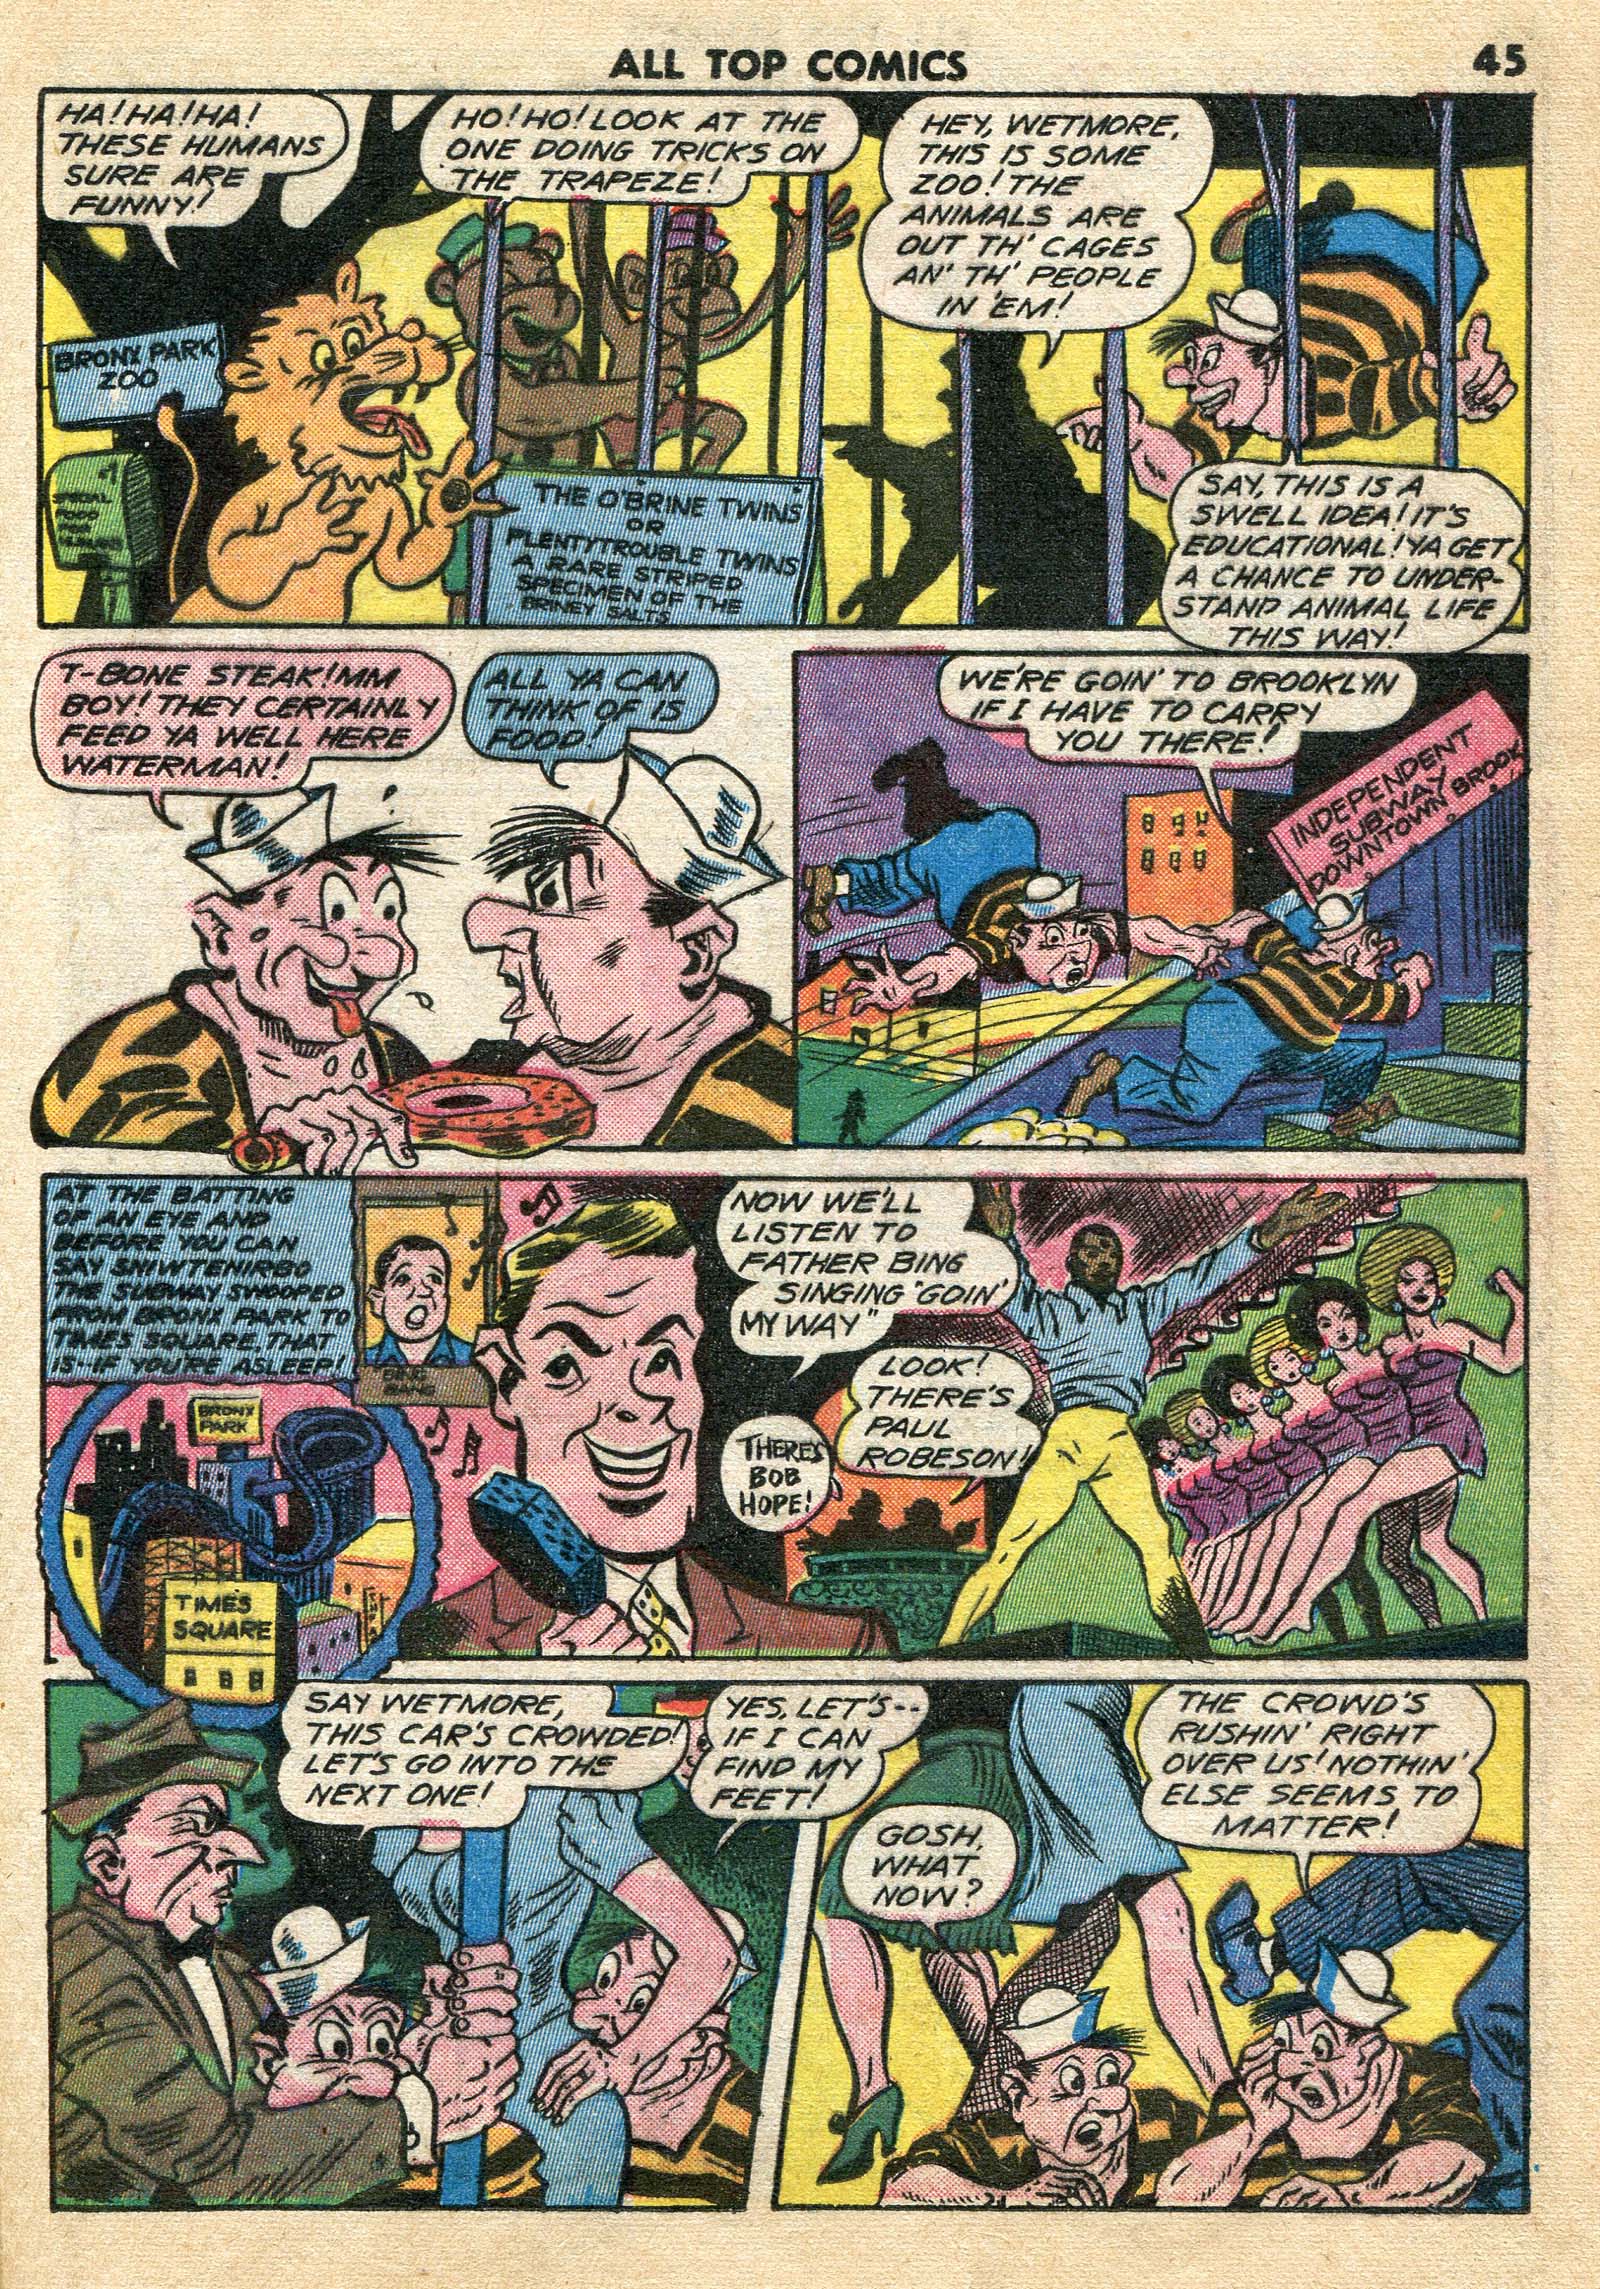 ALL TOP COMICS
45
HA! HA! HA!
THESE HUMANS
SURE ARE
FUNNY!
HO! HO! LOOK AT THE
ONE DOING TRICKS ON
THE TRAPEZE!
HEY, WETMORE,
THIS IS SOME
ZOO! THE
ANIMALS ARE
OUT TH' CAGES
AN' TH' PEOPLE
IN 'EM!
BRONX PARK
ZOO
SPECIAL
THE O'BRINE TWINS
OR
PLENTYTROUBLE TWINS
A RARE STRIPED
SPECIMEN OF THE
BRINEY SALTS
SAY, THIS IS A
SWELL IDEA! IT'S
EDUCATIONAL! YA GET
A CHANCE TO UNDER-
STAND ANIMAL LIFE
THIS WAY!
T-BONE STEAK! MM
BOY! THEY CERTAINLY
FEED YA WELL HERE
WATERMAN!
ALL YA CAN
THINK OF IS
FOOD!
WE'RE GOIN' TO BROOKLYN
IF I HAVE TO CARRY
YOU THERE!
INDEPENDENT
SUBWAY
DOWNTOWN BROOK
AT THE BATTING
OF AN EYE AND
BEFORE YOU CAN
SAY SNIWTENIRBO
THE SUBWAY SWOOPED
FROM BRONX PARK TO
TIMES SQUARE. THAT
IS-- IF YOU'RE ASLEEP!
BING
BANG
BRONX
PARK
TIMES
SQUARE
NOW WE'LL
LISTEN TO
FATHER BING
SINGING "GOIN'
MY WAY"
THERE'S
BOB
HOPE!
LOOK!
THERE'S
PAUL
ROBESON!
SAY WETMORE,
THIS CAR'S CROWDED!
LET'S GO INTO THE
NEXT ONE!
YES, LET'S--
IF I CAN
FIND MY
FEET!
GOSH,
WHAT
NOW?
THE CROWD'S
RUSHIN' RIGHT
OVER US! NOTHIN'
ELSE SEEMS TO
MATTER!